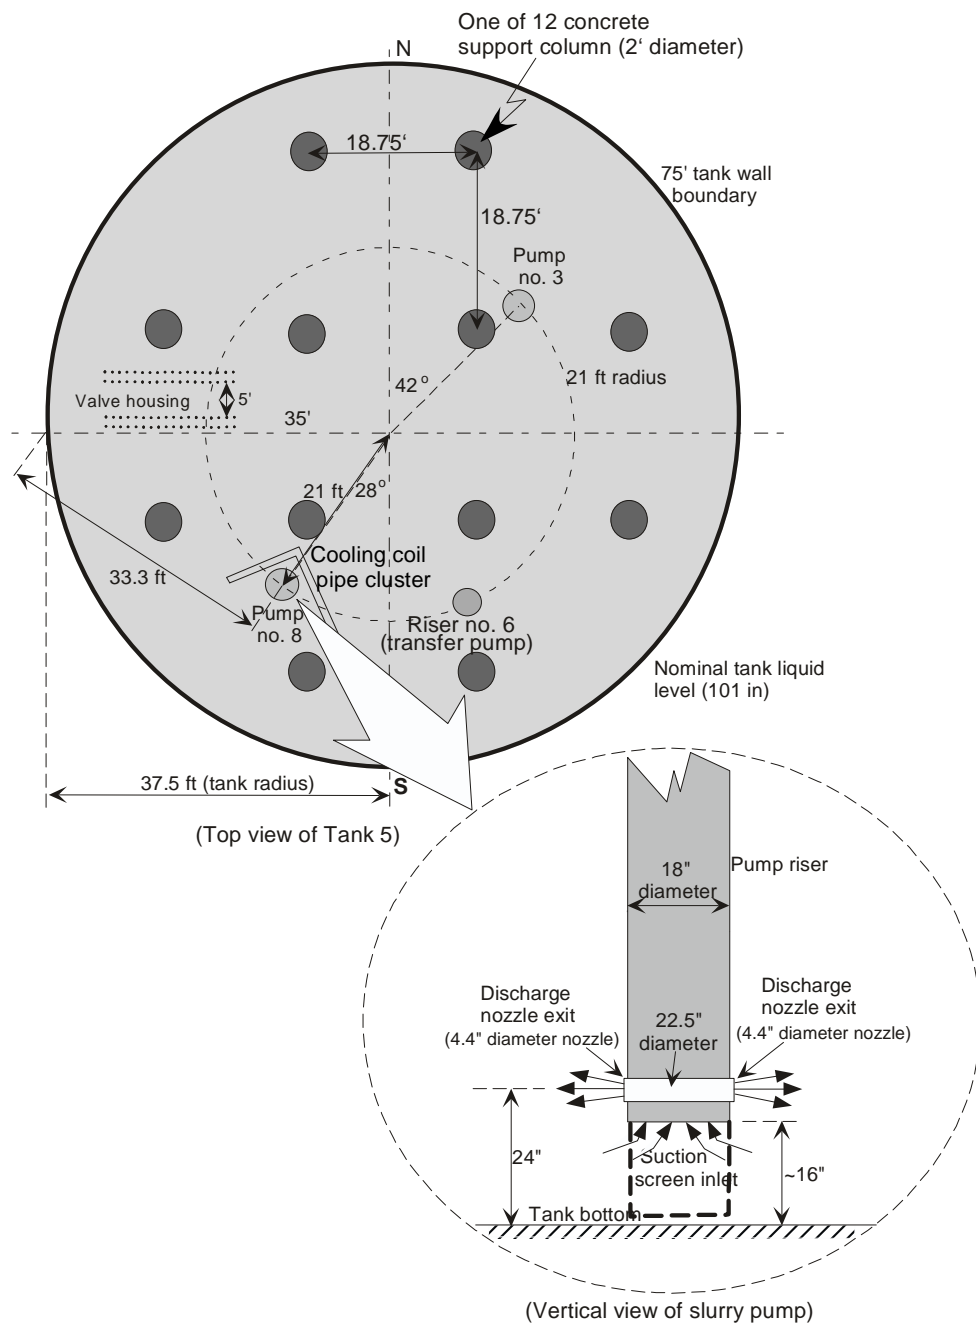 One of 12 concrete
support column (2‘ diameter)
N
18.75‘
75' tank wall
boundary
18.75‘
Pump
no. 3
42 o
21 ft radius
Valve housing
5'
35'
21 ft
28o
Cooling coil
pipe cluster
33.3 ft
Pump
no. 8
Riser no. 6
(transfer pump)
Nominal tank liquid
level (101 in)
37.5 ft (tank radius)
S
(Top view of Tank 5)
18"
diameter
Pump riser
Discharge
nozzle exit
(4.4" diameter nozzle)
22.5"
diameter
Discharge
nozzle exit
(4.4" diameter nozzle)
24"
Suction
screen inlet
~16"
Tank bottom
(Vertical view of slurry pump)